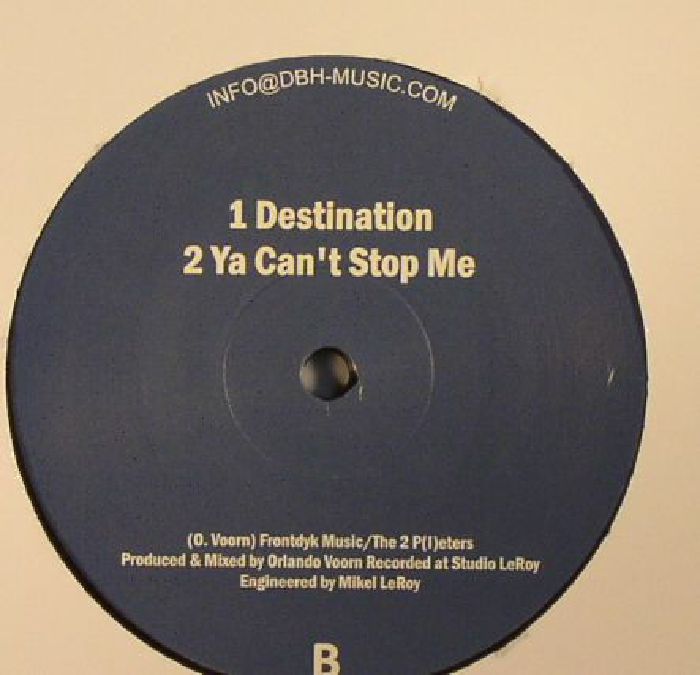 INFO@DBH-MUSIC.COM
1 Destination
2 Ya Can't Stop Me
(O. Voorn) Frontdyk Music/The 2 P(I)eters
Produced & Mixed by Orlando Voorn Recorded at Studio LeRoy
Engineered by Mikel LeRoy
B